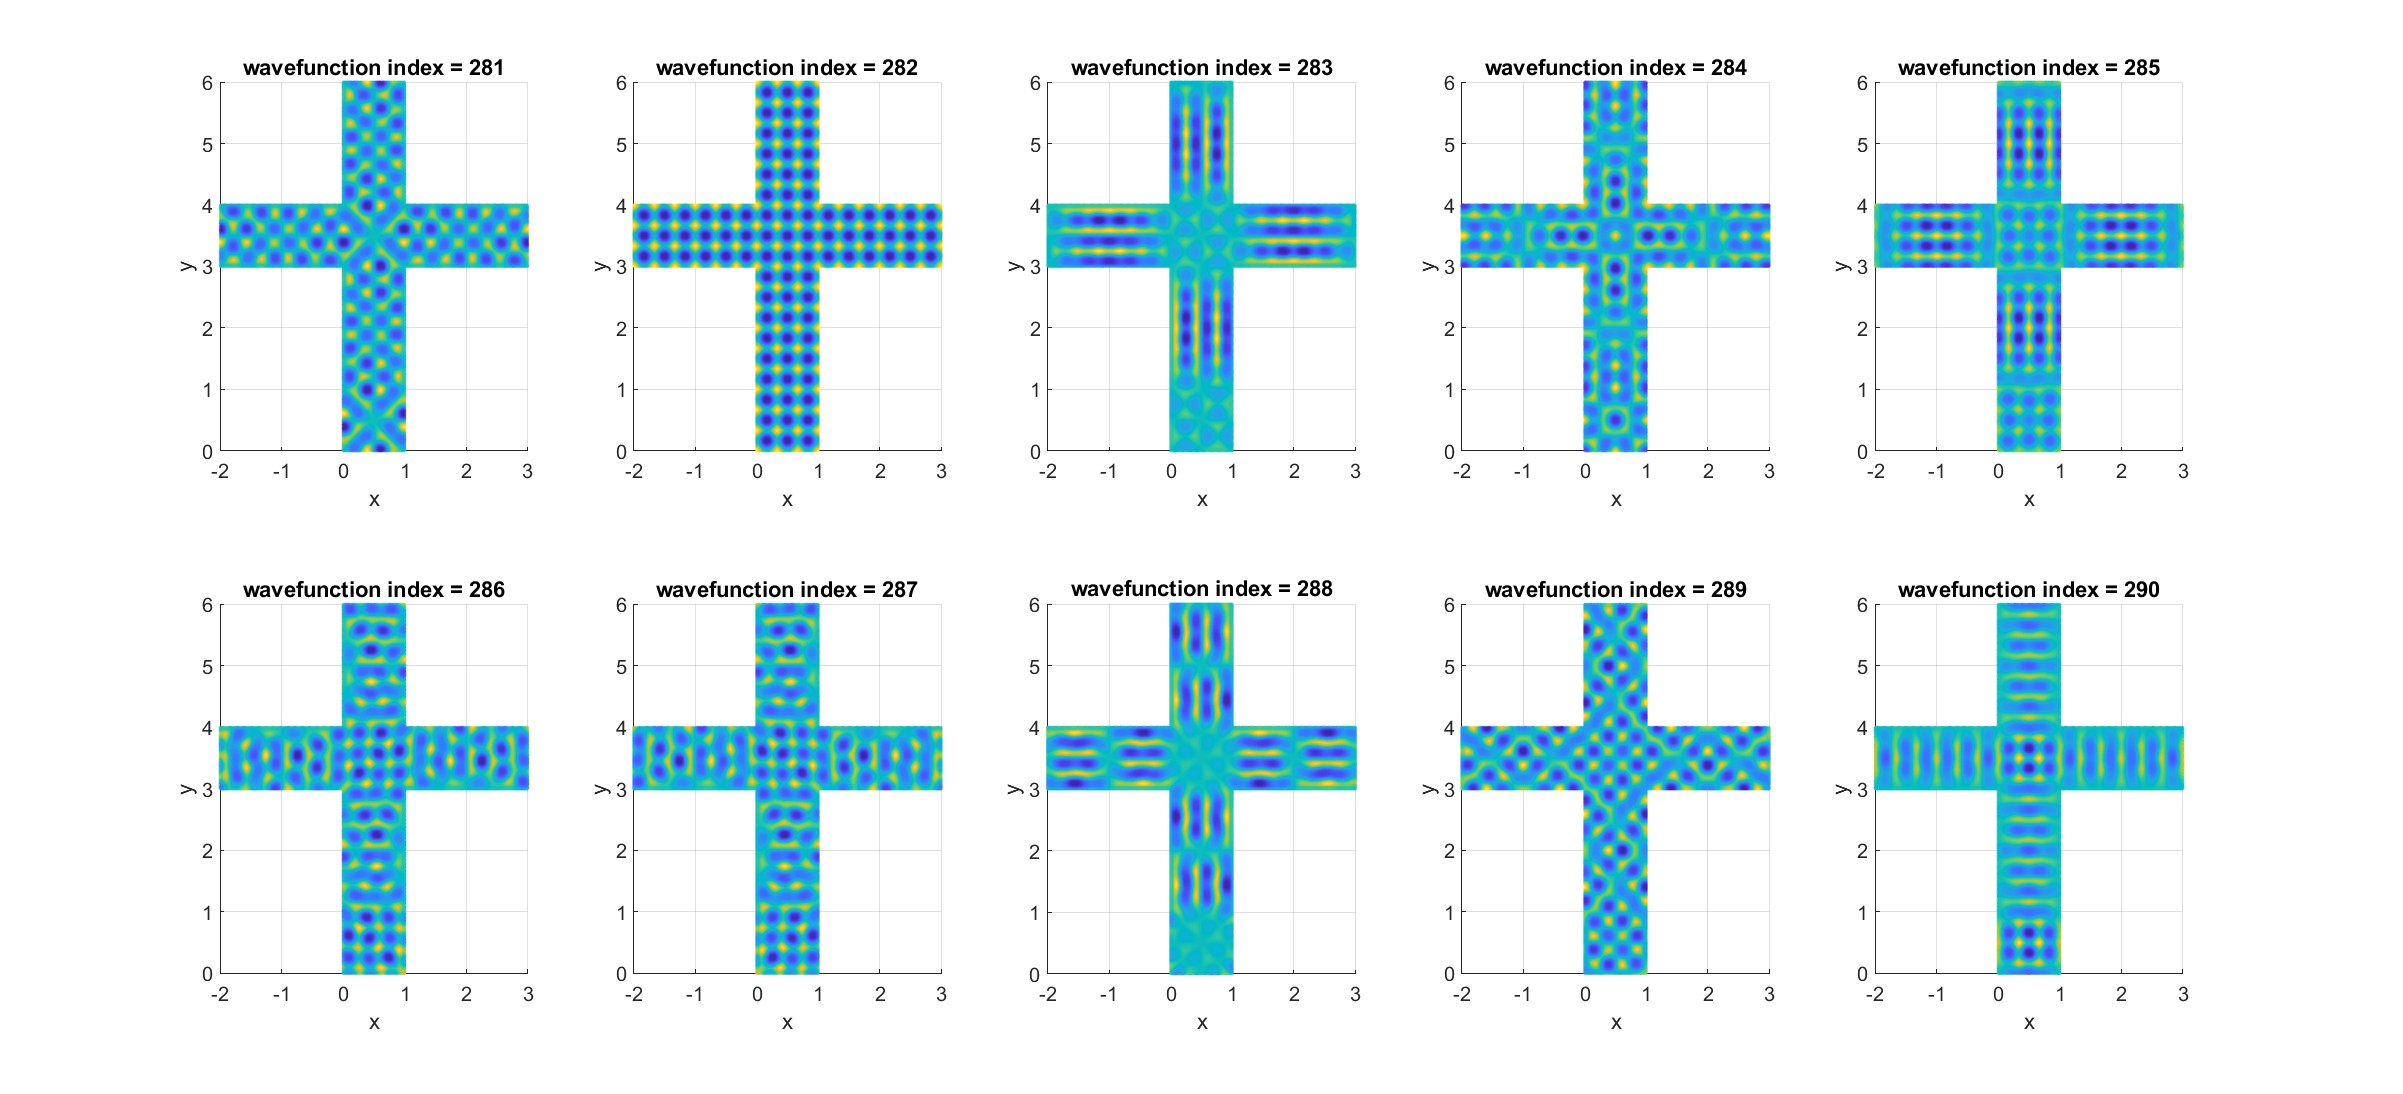 wavefunction index = 281
6
5
4
3
2
1
0
y
-2 -1 0 1 2 3
x
wavefunction index = 282
6
5
4
3
2
1
0
y
-2 -1 0 1 2 3
x
wavefunction index = 283
6
5
4
3
2
1
0
y
-2 -1 0 1 2 3
x
wavefunction index = 284
6
5
4
3
2
1
0
y
-2 -1 0 1 2 3
x
wavefunction index = 285
6
5
4
3
2
1
0
y
-2 -1 0 1 2 3
x
wavefunction index = 286
6
5
4
3
2
1
0
y
-2 -1 0 1 2 3
x
wavefunction index = 287
6
5
4
3
2
1
0
y
-2 -1 0 1 2 3
x
wavefunction index = 288
6
5
4
3
2
1
0
y
-2 -1 0 1 2 3
x
wavefunction index = 289
6
5
4
3
2
1
0
y
-2 -1 0 1 2 3
x
wavefunction index = 290
6
5
4
3
2
1
0
y
-2 -1 0 1 2 3
x